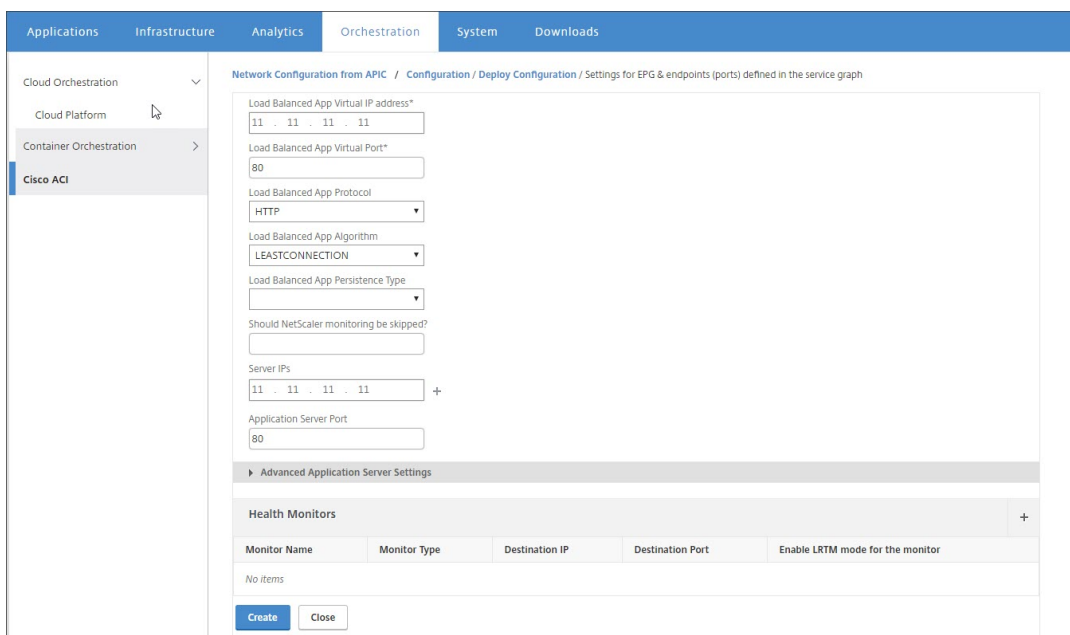 Applications Infrastructure Analytics Orchestration System Downloads
Cloud Orchestration
Cloud Platform
Container Orchestration
Cisco ACI
Network Configuration from APIC / Configuration / Deploy Configuration / Settings for EPG & endpoints (ports) defined in the service graph
Load Balanced App Virtual IP address*
11 . 11 . 11 . 11
Load Balanced App Virtual Port*
80
Load Balanced App Protocol
HTTP
Load Balanced App Algorithm
LEASTCONNECTION
Load Balanced App Persistence Type
Should NetScaler monitoring be skipped?
Server IPs
11 . 11 . 11 . 11 +
Application Server Port
80
Advanced Application Server Settings
Health Monitors +
Monitor Name Monitor Type Destination IP Destination Port Enable LRTM mode for the monitor
No items
Create Close